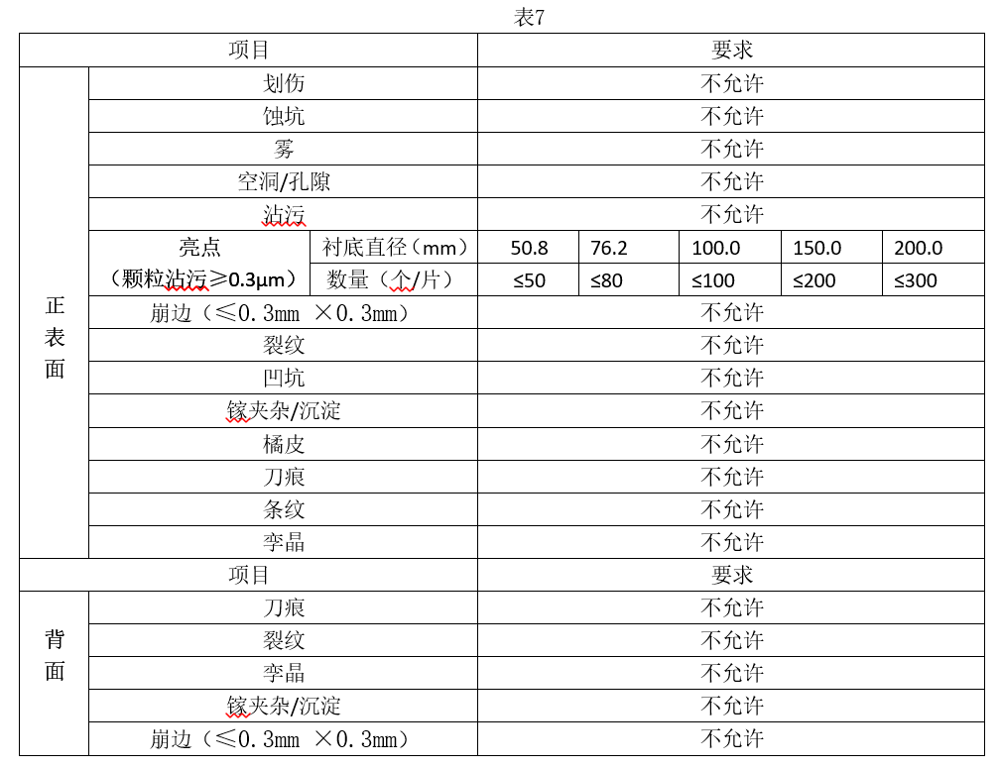 表7
项目 要求
正表面
划伤 不允许
蚀坑 不允许
雾 不允许
空洞/孔隙 不允许
沾污 不允许
亮点 衬底直径（mm） 50.8 76.2 100.0 150.0 200.0
（颗粒沾污≥0.3μm） 数量（个/片） ≤50 ≤80 ≤100 ≤200 ≤300
崩边（≤0.3mm ×0.3mm） 不允许
裂纹 不允许
凹坑 不允许
镓夹杂/沉淀 不允许
橘皮 不允许
刀痕 不允许
条纹 不允许
孪晶 不允许
项目 要求
背面
刀痕 不允许
裂纹 不允许
孪晶 不允许
镓夹杂/沉淀 不允许
崩边（≤0.3mm ×0.3mm） 不允许